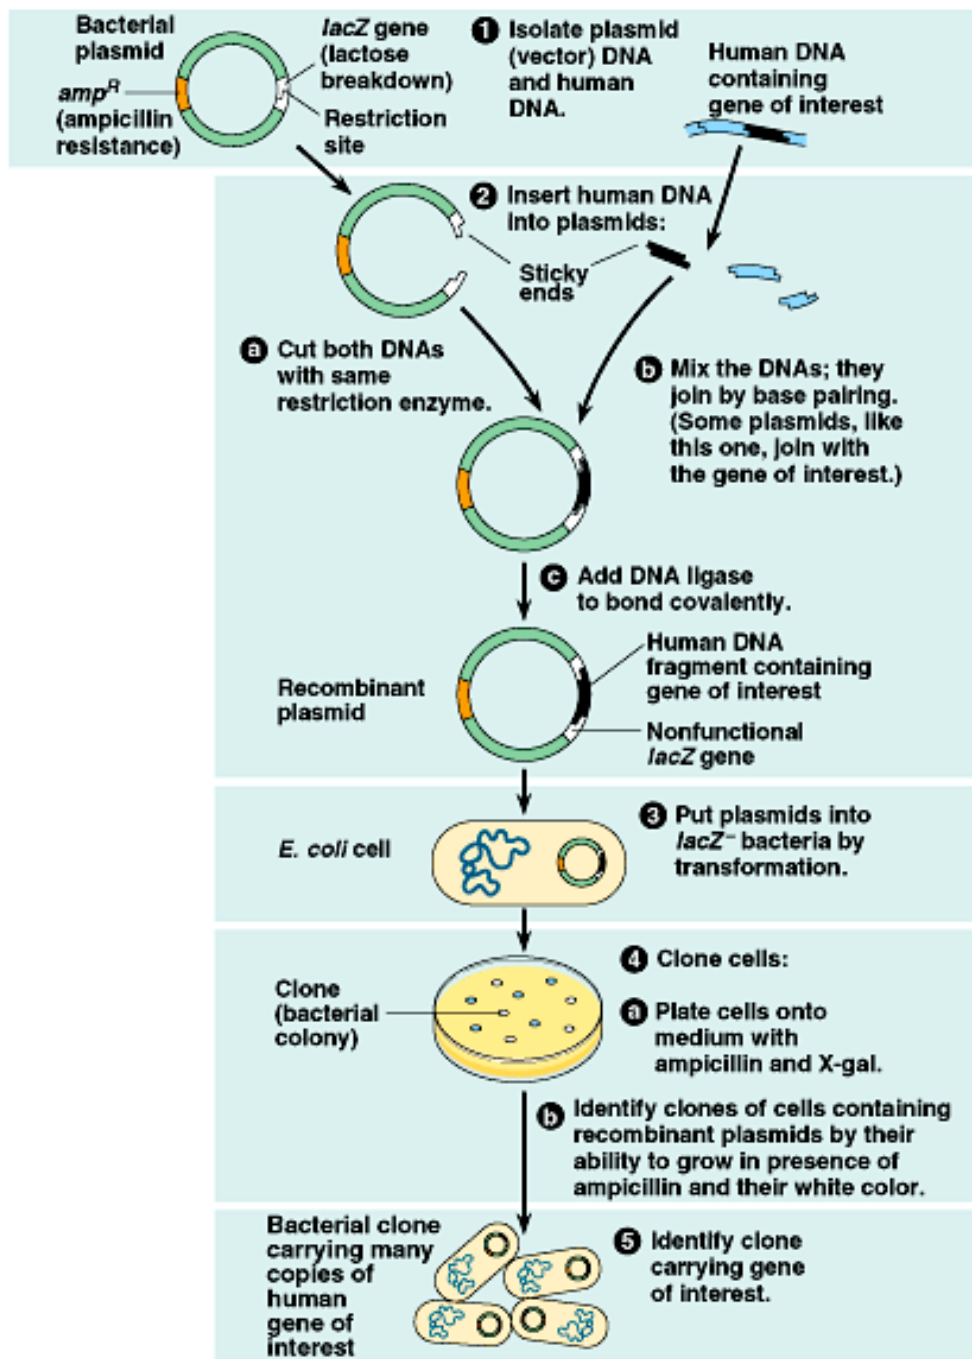 Bacterial
plasmid
lacZ gene
(lactose
breakdown)
ampR
(ampicillin
resistance)
Restriction
site
1 Isolate plasmid
(vector) DNA
and human
DNA.
Human DNA
containing
gene of interest
2 Insert human DNA
into plasmids:
Sticky
ends
a Cut both DNAs
with same
restriction enzyme.
b Mix the DNAs; they
join by base pairing.
(Some plasmids, like
this one, join with
the gene of interest.)
c Add DNA ligase
to bond covalently.
Recombinant
plasmid
Human DNA
fragment containing
gene of interest
Nonfunctional
lacZ gene
E. coli cell
3 Put plasmids into
lacZ– bacteria by
transformation.
Clone
(bacterial
colony)
4 Clone cells:
a Plate cells onto
medium with
ampicillin and X-gal.
b Identify clones of cells containing
recombinant plasmids by their
ability to grow in presence of
ampicillin and their white color.
Bacterial clone
carrying many
copies of
human
gene of
interest
5 Identify clone
carrying gene
of interest.